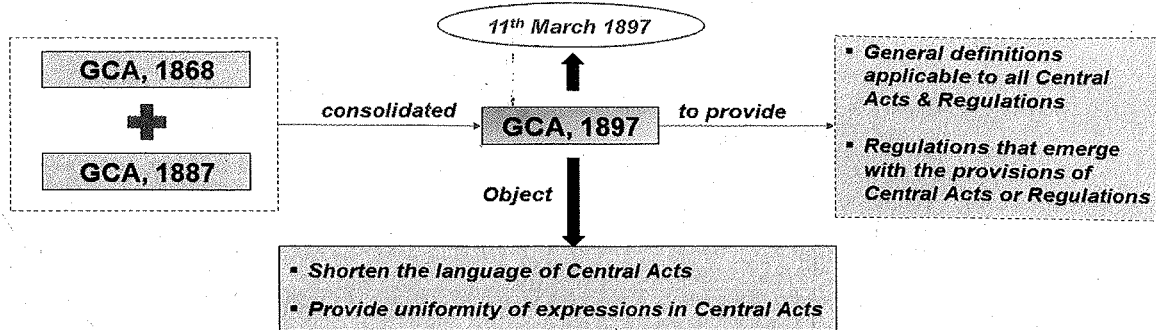 11th March 1897
GCA, 1868
GCA, 1887
consolidated
GCA, 1897
to provide
▪ General definitions
applicable to all Central
Acts & Regulations
▪ Regulations that emerge
with the provisions of
Central Acts or Regulations
Object
▪ Shorten the language of Central Acts
▪ Provide uniformity of expressions in Central Acts